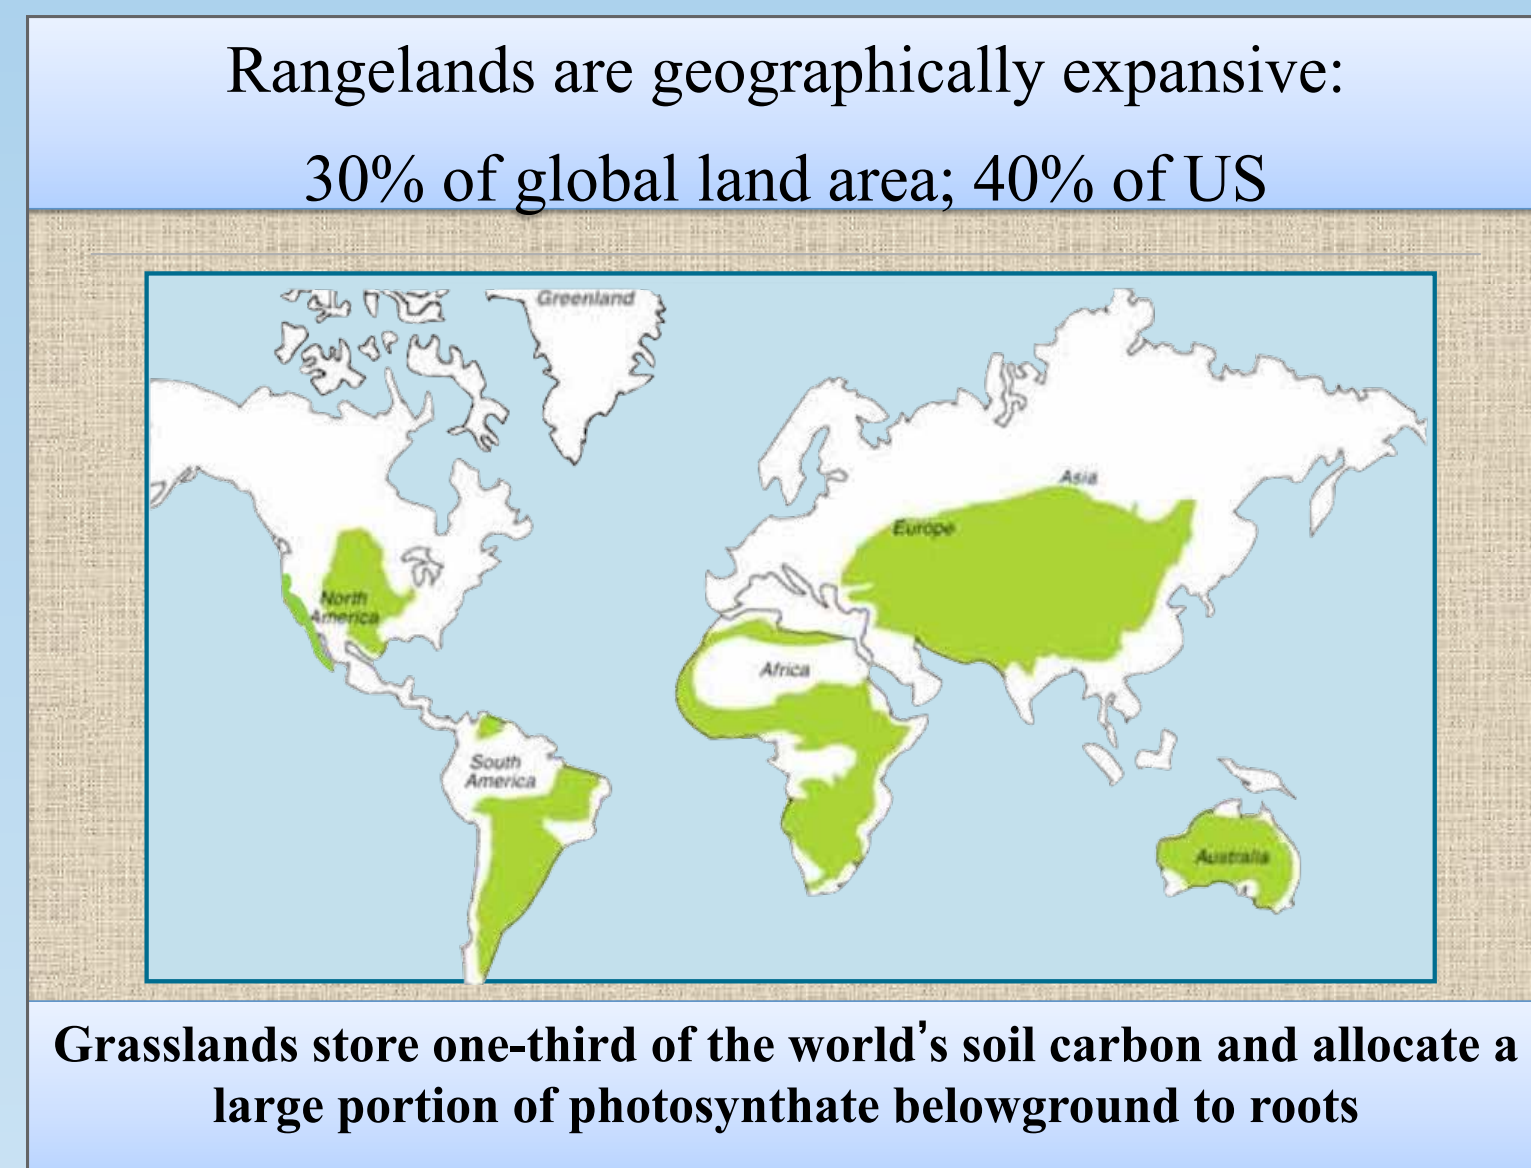 Rangelands are geographically expansive:
30% of global land area; 40% of US
Greenland
Asia
Europe
North
America
Africa
South
America
Australia
Grasslands store one-third of the world’s soil carbon and allocate a
large portion of photosynthate belowground to roots